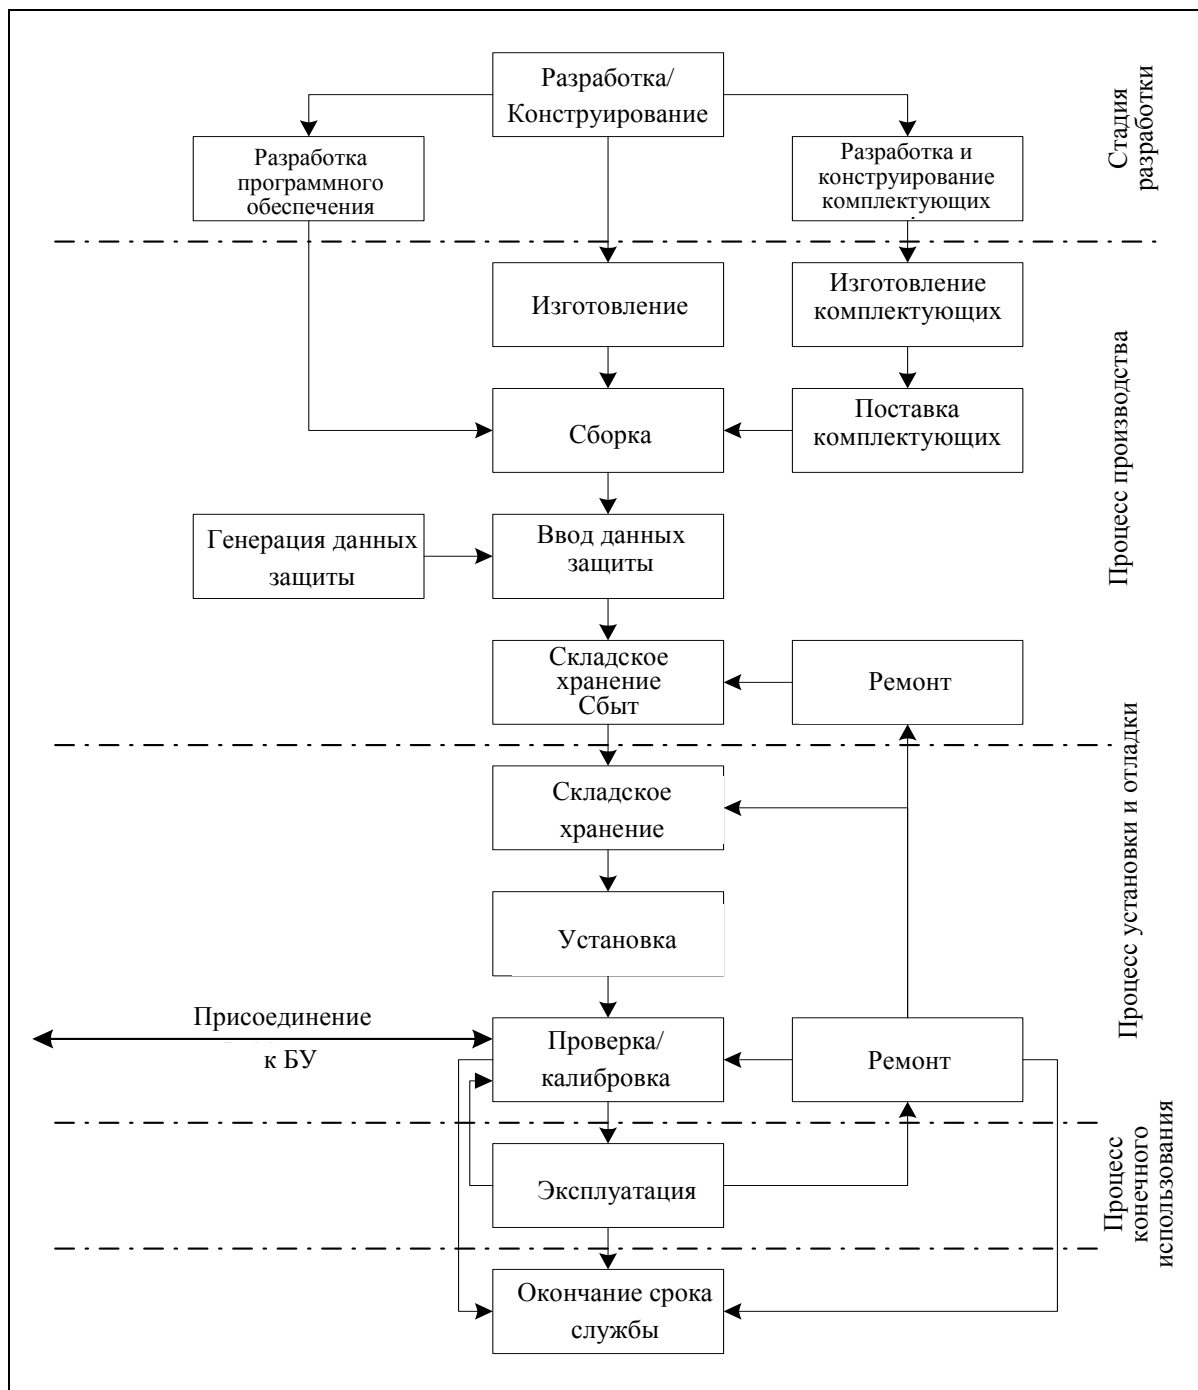 Разработка/
Конструирование
Стадия
разработки
Разработка
программного
обеспечения
Разработка и
конструирование
комплектующих
Изготовление
Изготовление
комплектующих
Процесс производства
Сборка
Поставка
комплектующих
Генерация данных
защиты
Ввод данных
защиты
Складское
хранение
Сбыт
Ремонт
Процесс установки и отладки
Складское
хранение
Установка
Присоединение
к БУ
Проверка/
калибровка
Ремонт
Процесс
конечного
использования
Эксплуатация
Окончание срока
службы